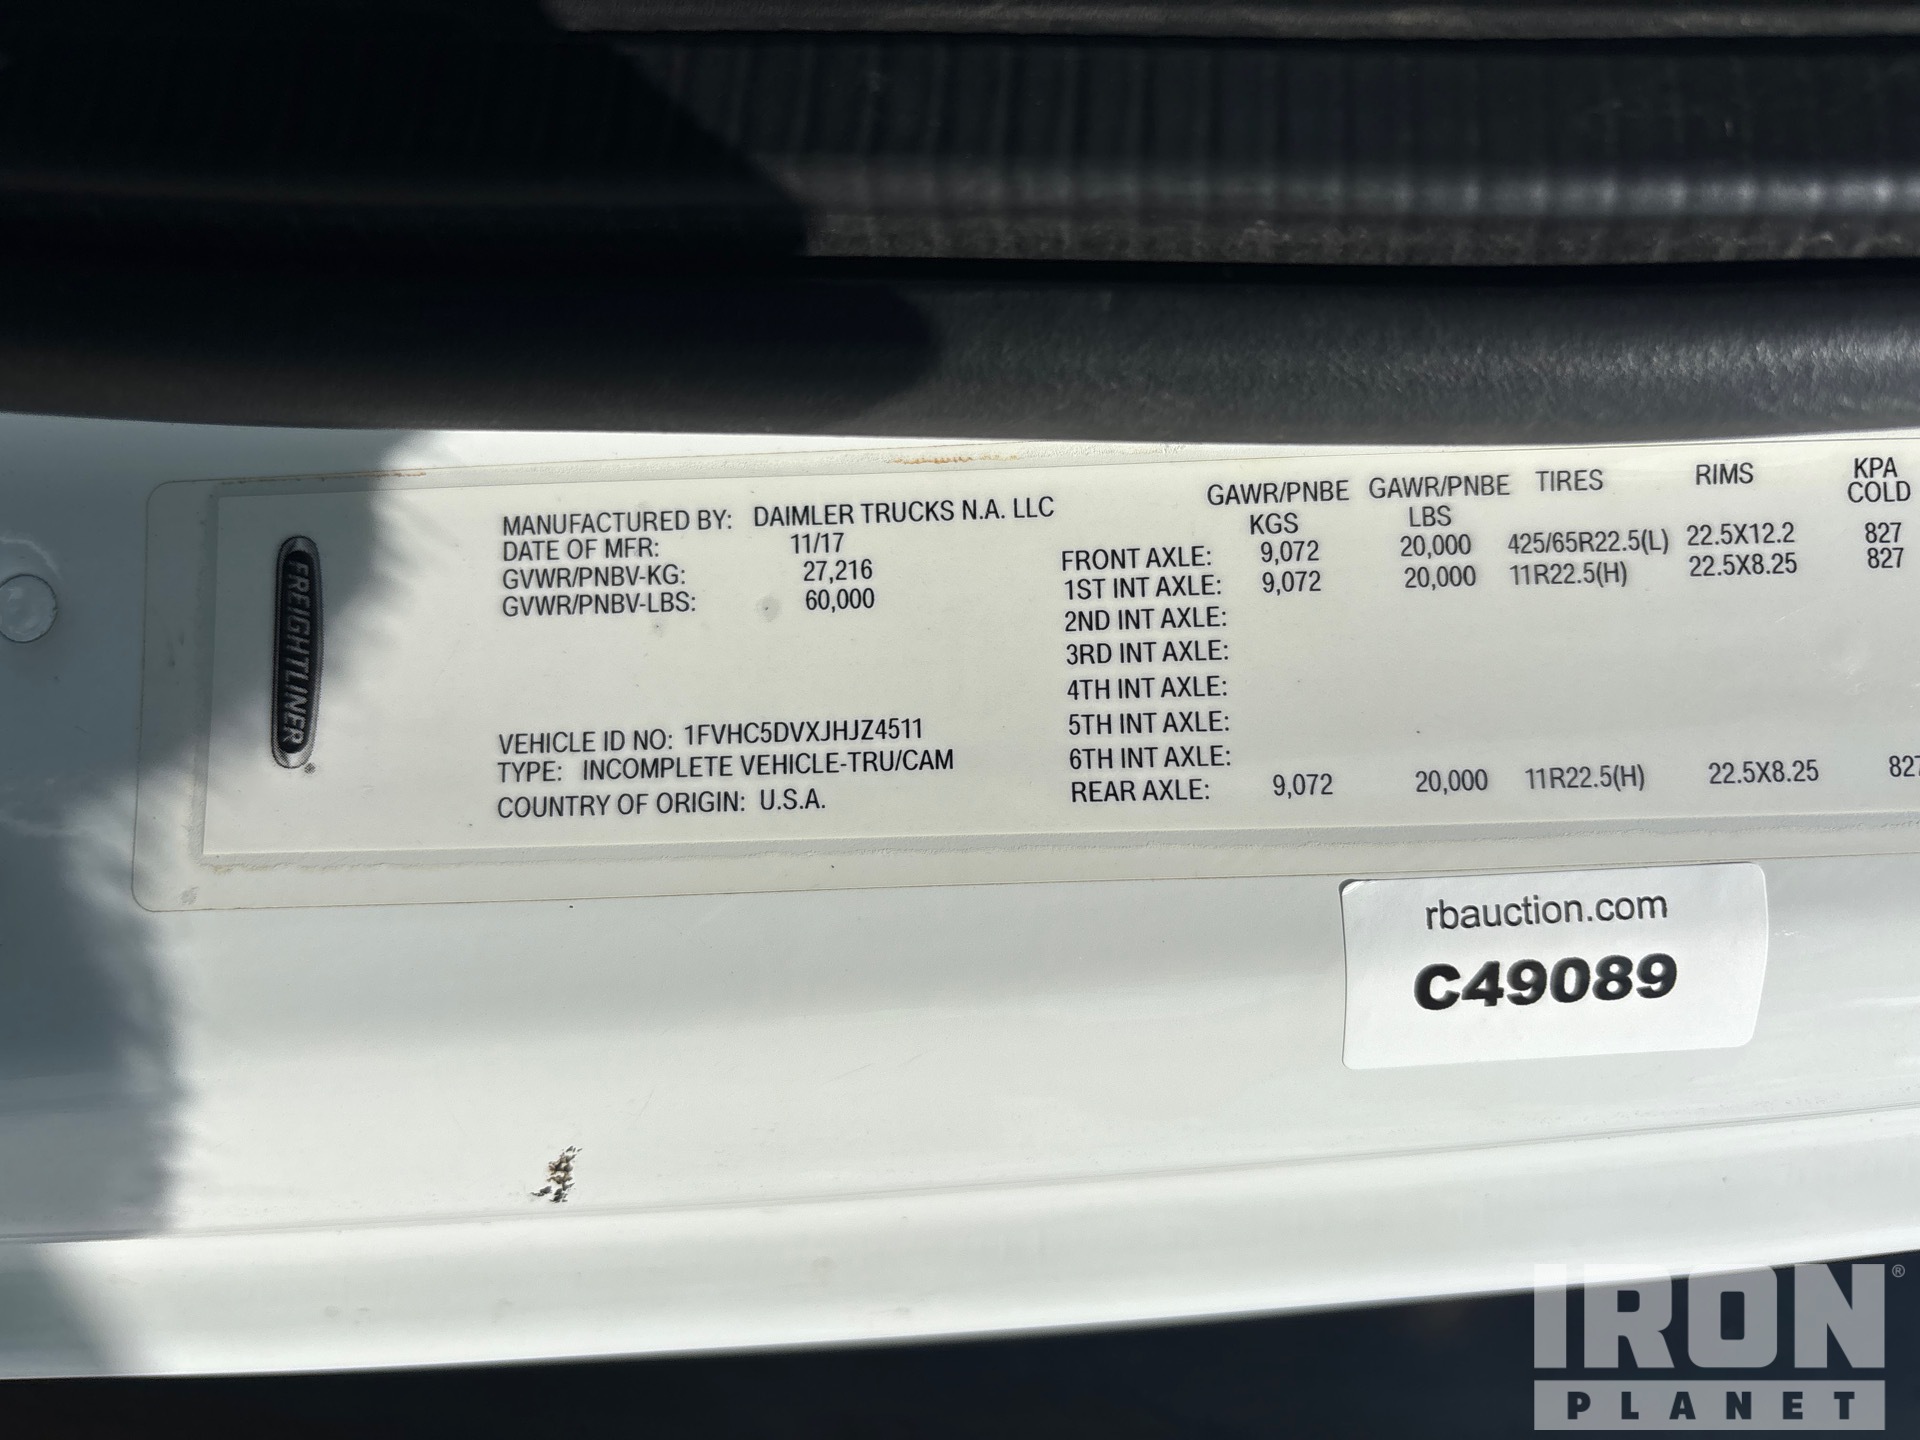 FREIGHTLINER®
MANUFACTURED BY: DAIMLER TRUCKS N.A. LLC
DATE OF MFR: 11/17
GVWR/PNBV-KG: 27,216
GVWR/PNBV-LBS: 60,000
VEHICLE ID NO: 1FVHC5DVXJHJZ4511
TYPE: INCOMPLETE VEHICLE-TRU/CAM
COUNTRY OF ORIGIN: U.S.A.
GAWR/PNBE GAWR/PNBE TIRES RIMS KPA
KGS LBS COLD
FRONT AXLE: 9,072 20,000 425/65R22.5(L) 22.5X12.2 827
1ST INT AXLE: 9,072 20,000 11R22.5(H) 22.5X8.25 827
2ND INT AXLE:
3RD INT AXLE:
4TH INT AXLE:
5TH INT AXLE:
6TH INT AXLE:
REAR AXLE: 9,072 20,000 11R22.5(H) 22.5X8.25 827
rbauction.com
C49089
IRON®
PLANET